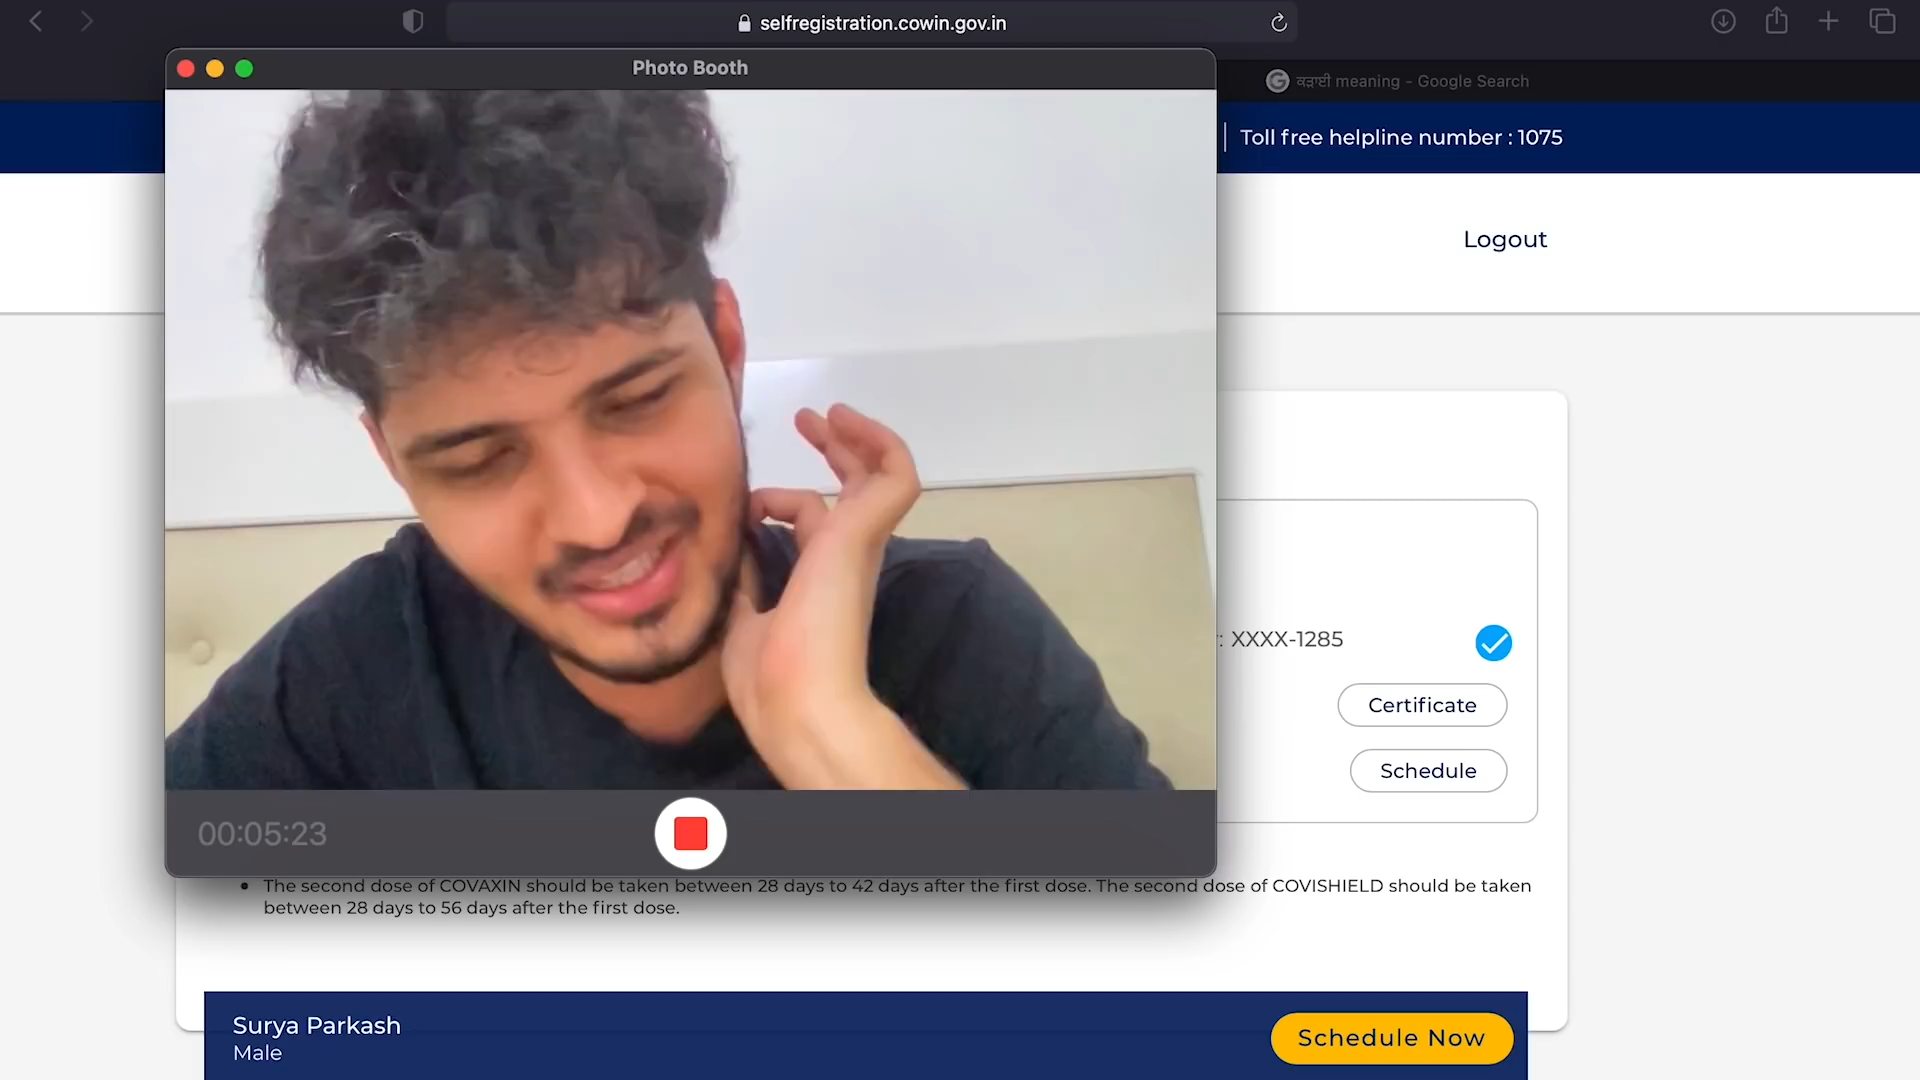 selfregistration.cowin.gov.in
Photo Booth
ਕੜਾਈ meaning - Google Search
Toll free helpline number : 1075
Logout
: XXXX-1285
Certificate
Schedule
00:05:23
The second dose of COVAXIN should be taken between 28 days to 42 days after the first dose. The second dose of COVISHIELD should be taken
between 28 days to 56 days after the first dose.
Surya Parkash
Male
Schedule Now